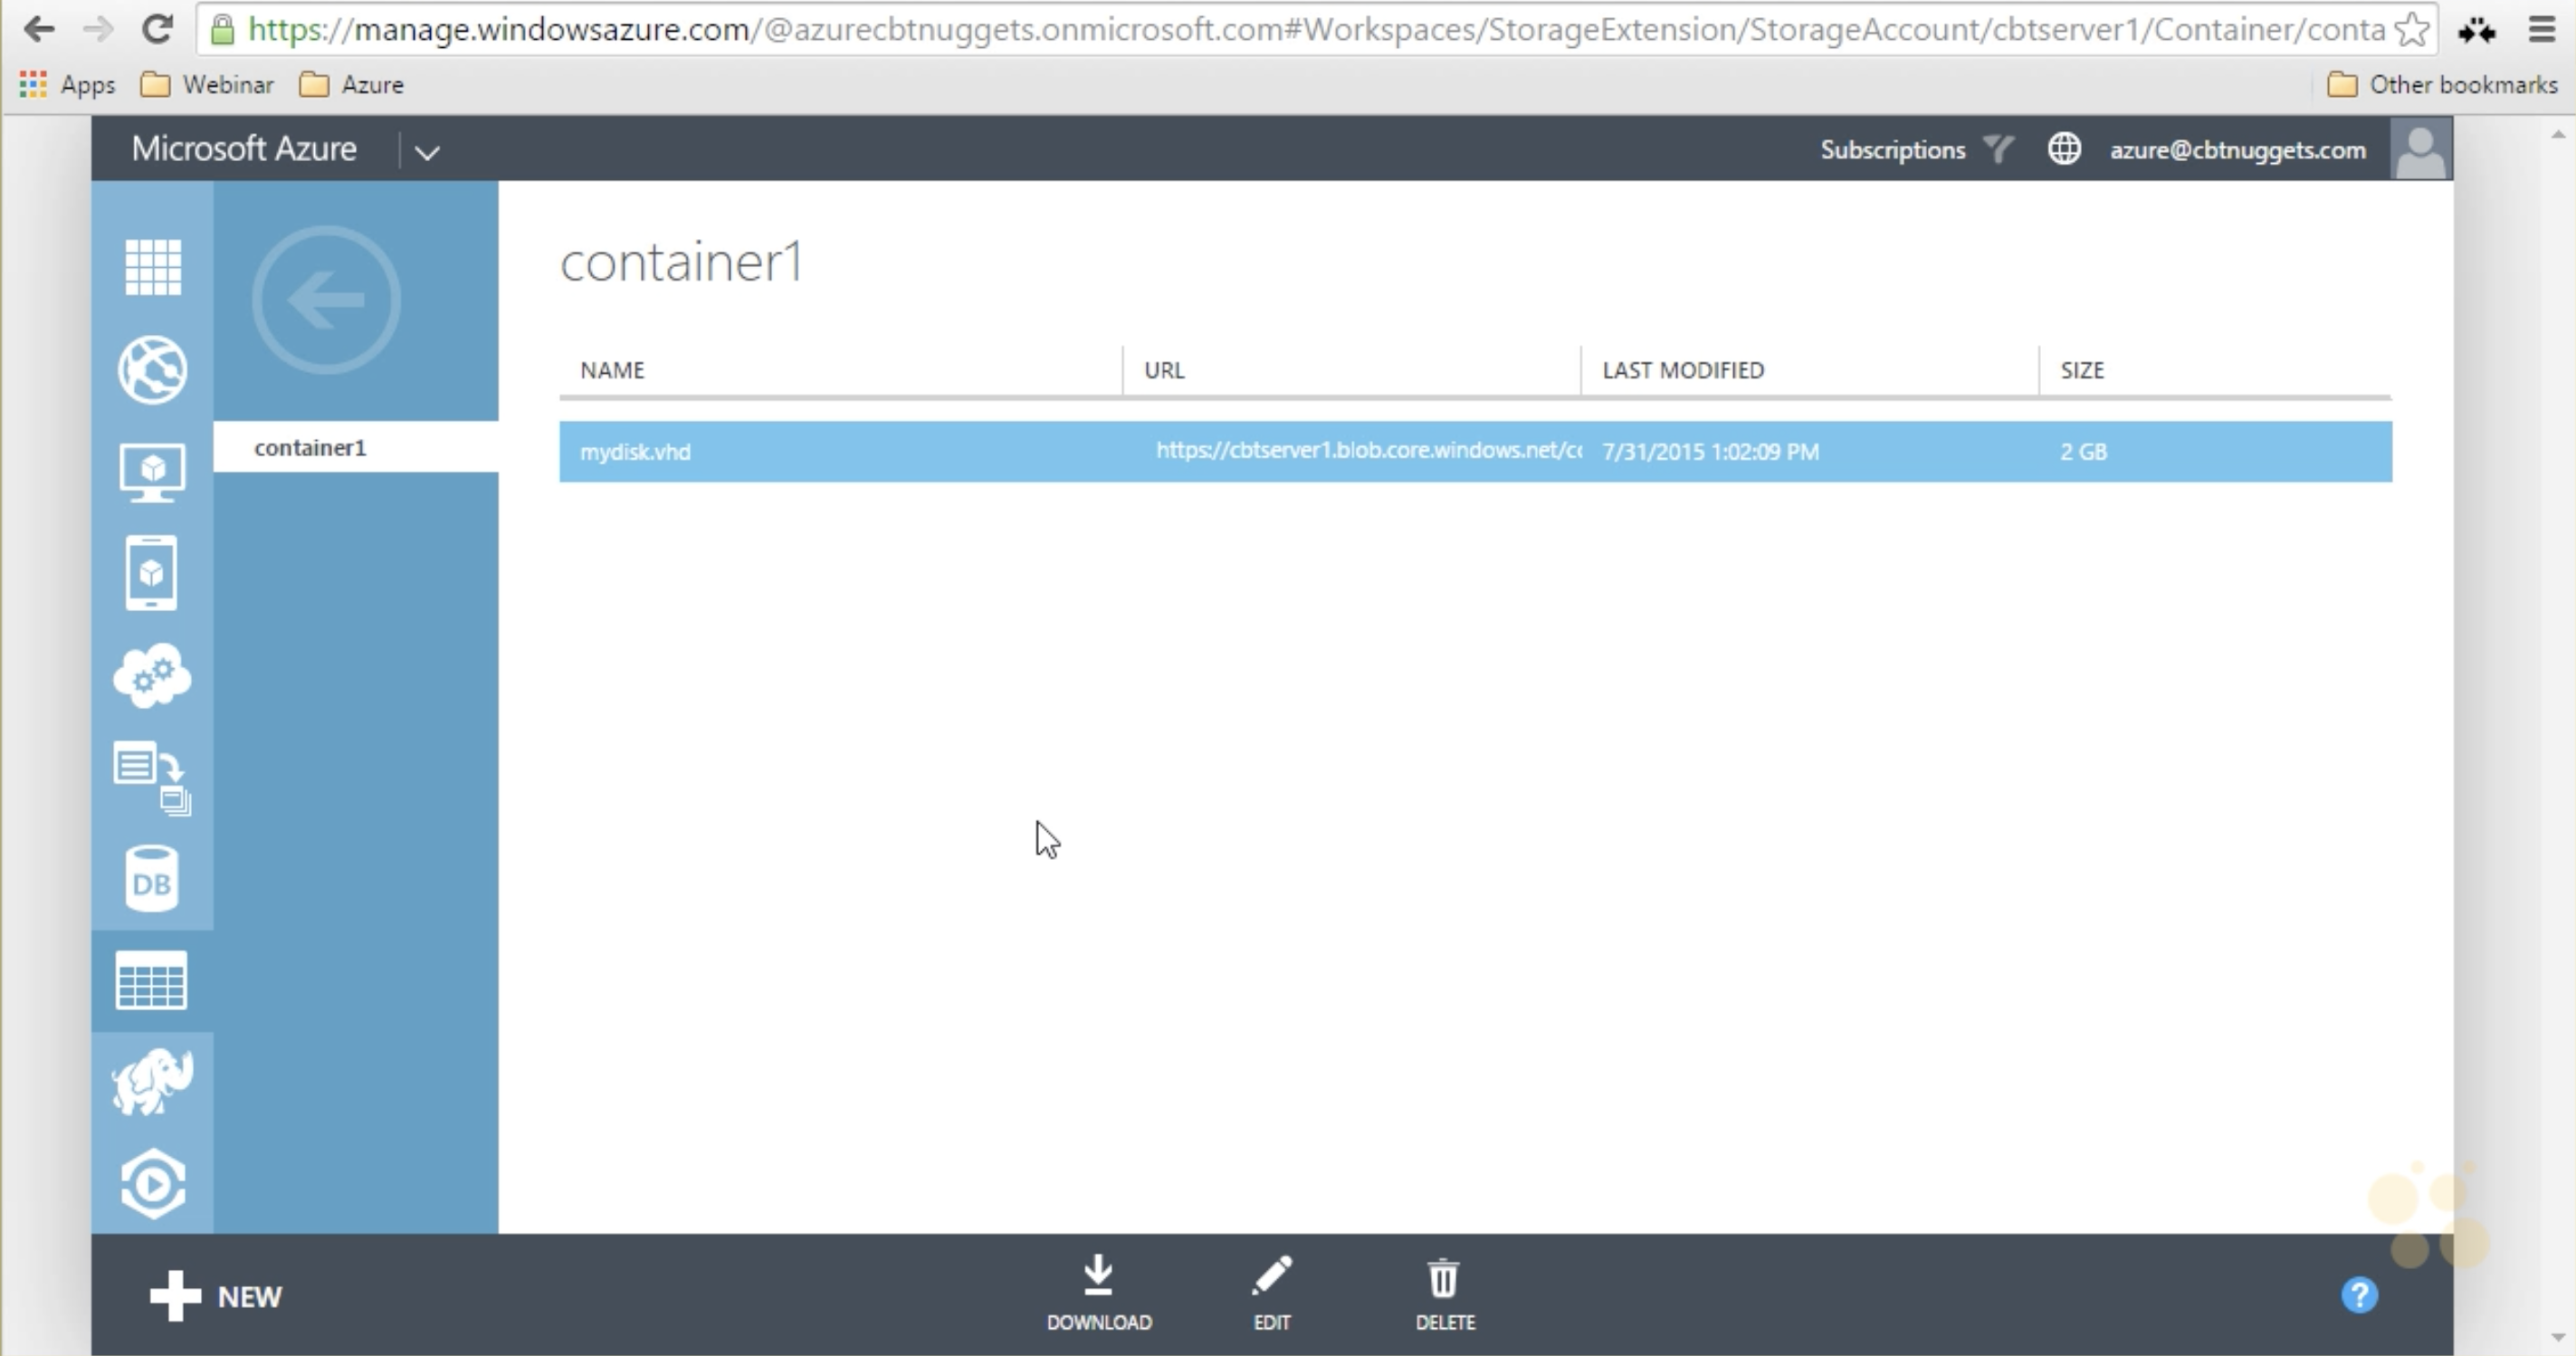 https://manage.windowsazure.com/@azurecbtnuggets.onmicrosoft.com#Workspaces/StorageExtension/StorageAccount/cbtserver1/Container/conta
Apps Webinar Azure Other bookmarks
Microsoft Azure Subscriptions azure@cbtnuggets.com
container1
container1
NAME URL LAST MODIFIED SIZE
mydisk.vhd https://cbtserver1.blob.core.windows.net/co 7/31/2015 1:02:09 PM 2 GB
DB
NEW
DOWNLOAD EDIT DELETE
?